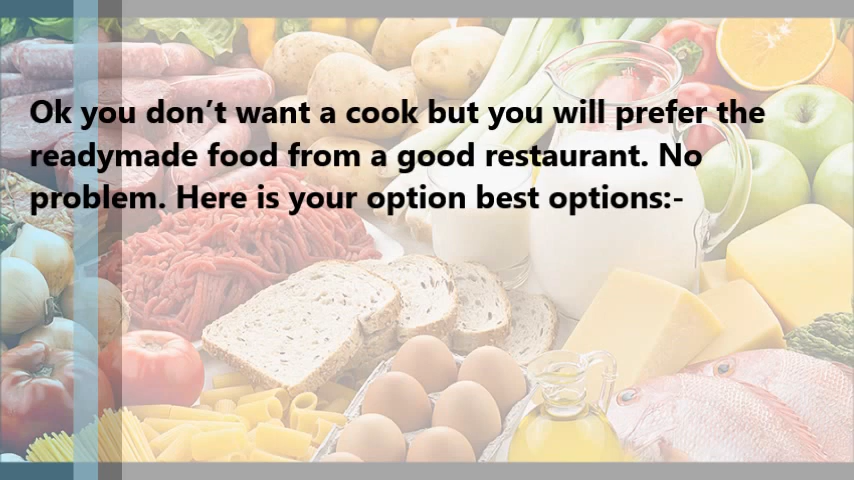 Ok you don’t want a cook but you will prefer the
readymade food from a good restaurant. No
problem. Here is your option best options:-